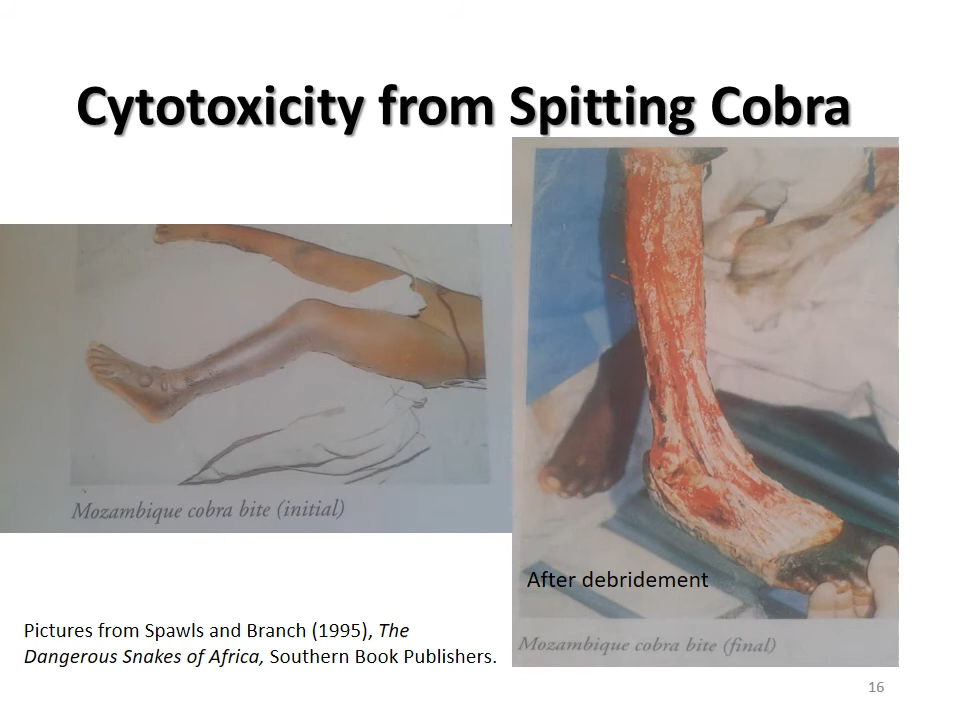 Cytotoxicity from Spitting Cobra
Mozambique cobra bite (initial)
After debridement
Mozambique cobra bite (final)
Pictures from Spawls and Branch (1995), The
Dangerous Snakes of Africa, Southern Book Publishers.
16